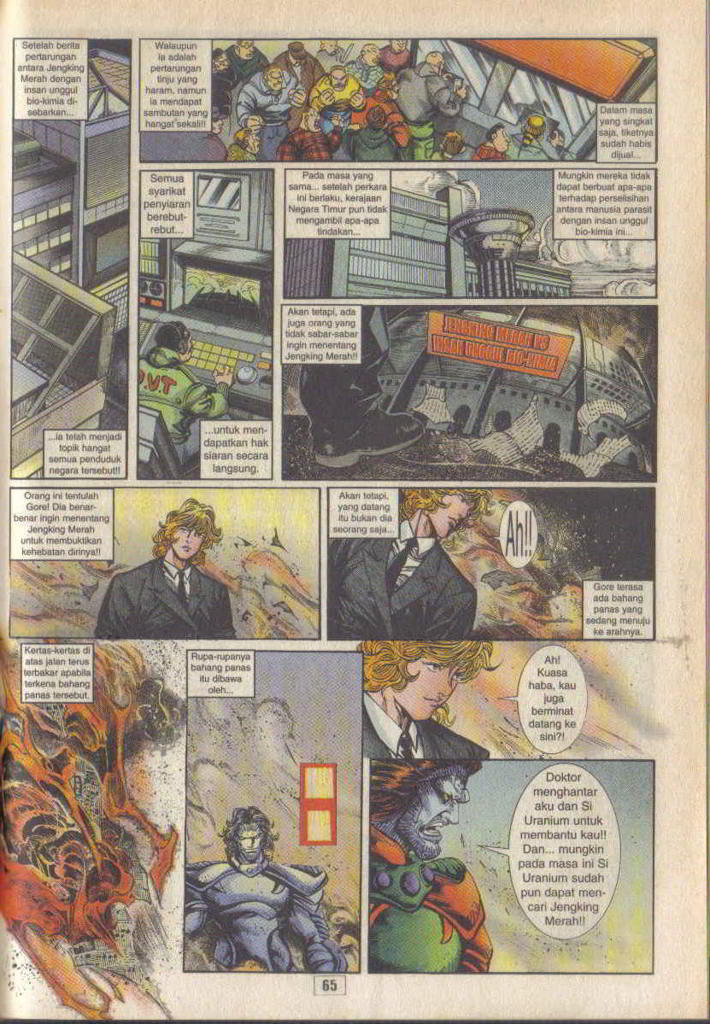 Setelah berita
pertarungan
antara Jengking
Merah dengan
insan unggul
bio-kimia di-
sebarkan...
...ia telah menjadi
topik hangat
semua penduduk
negara tersebut!!
Walaupun
ia adalah
pertarungan
tinju yang
haram, namun
ia mendapat
sambutan yang
hangat sekali!!
Dalam masa
yang singkat
saja, tiketnya
sudah habis
dijual...
Semua
syarikat
penyiaran
berebut-
rebut...
...untuk men-
dapatkan hak
siaran secara
langsung.
Pada masa yang
sama... setelah perkara
ini berlaku, kerajaan
Negara Timur pun tidak
mengambil apa-apa
tindakan...
Mungkin mereka tidak
dapat berbuat apa-apa
terhadap perselisihan
antara manusia parasit
dengan insan unggul
bio-kimia ini...
Akan tetapi, ada
juga orang yang
tidak sabar-sabar
ingin menentang
Jengking Merah!!
JENGKING MERAH VS
INSAN UNGGUL BIO-KIMIA
Orang ini tentulah
Gore! Dia benar-
benar ingin menentang
Jengking Merah
untuk membuktikan
kehebatan dirinya!!
Akan tetapi,
yang datang
itu bukan dia
seorang saja...
Ah!!
Gore terasa
ada bahang
panas yang
sedang menuju
ke arahnya.
Kertas-kertas di
atas jalan terus
terbakar apabila
terkena bahang
panas tersebut.
Rupa-rupanya
bahang panas
itu dibawa
oleh...
Ah!
Kuasa
haba, kau
juga
berminat
datang ke
sini?!
Doktor
menghantar
aku dan Si
Uranium untuk
membantu kau!!
Dan... mungkin
pada masa ini Si
Uranium sudah
pun dapat men-
cari Jengking
Merah!!
65